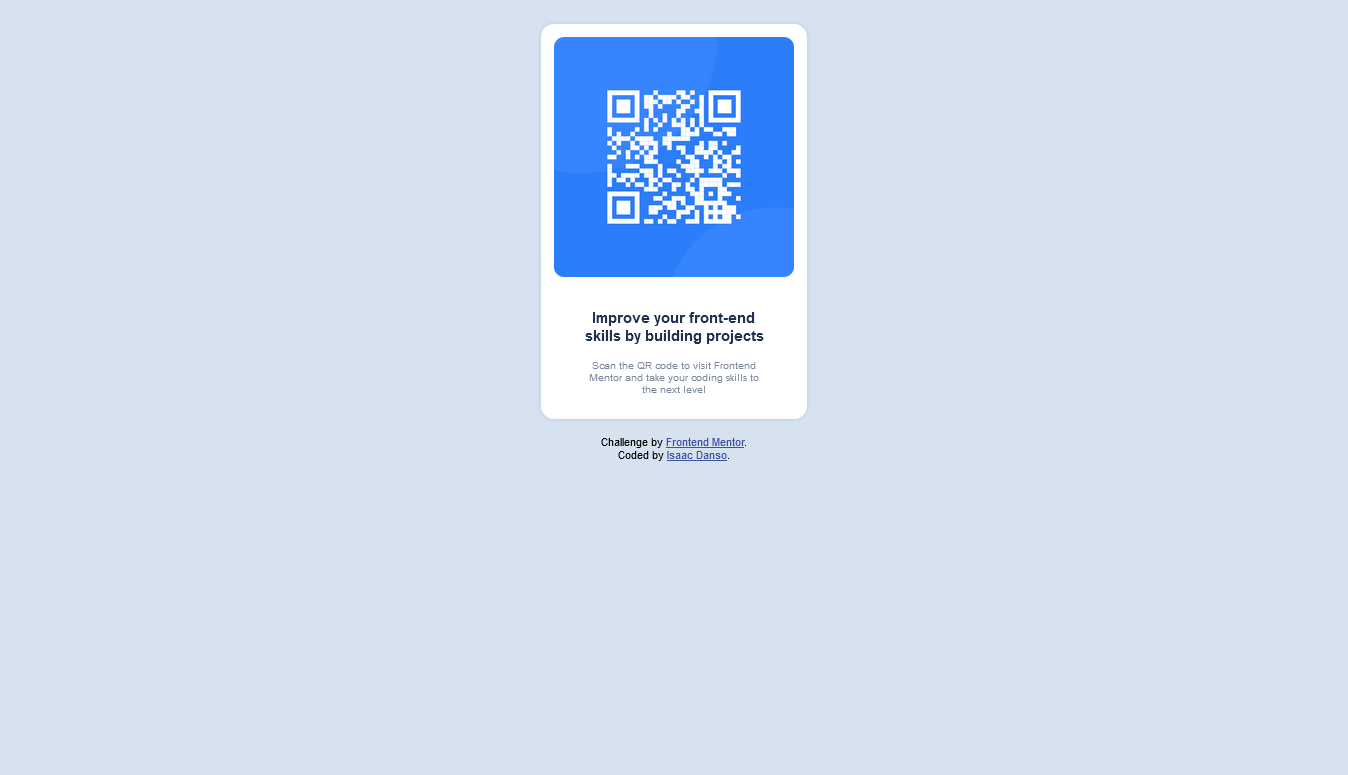 Improve your front-end
skills by building projects
Scan the QR code to visit Frontend
Mentor and take your coding skills to
the next level
Challenge by Frontend Mentor.
Coded by Isaac Danso.